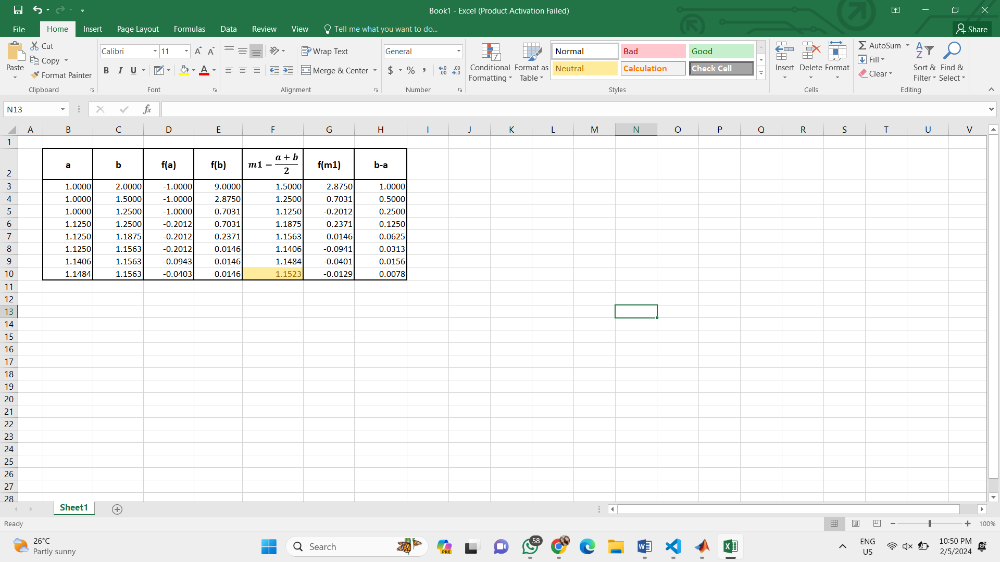 Book1 - Excel (Product Activation Failed)
File Home Insert Page Layout Formulas Data Review View Tell me what you want to do... Share
Paste Cut Copy Format Painter Clipboard
Calibri 11 B I U A A A Font
Wrap Text Merge & Center Alignment
General $ % , .00 .0 Number
Conditional Formatting Format as Table
Normal Bad Good
Neutral Calculation Check Cell
Styles
Insert Delete Format Cells
AutoSum Fill Clear Sort & Filter Find & Select Editing
N13 fx
A B C D E F G H I J K L M N O P Q R S T U V
1
2 a b f(a) f(b) m1 = a + b / 2 f(m1) b-a
3 1.0000 2.0000 -1.0000 9.0000 1.5000 2.8750 1.0000
4 1.0000 1.5000 -1.0000 2.8750 1.2500 0.7031 0.5000
5 1.0000 1.2500 -1.0000 0.7031 1.1250 -0.2012 0.2500
6 1.1250 1.2500 -0.2012 0.7031 1.1875 0.2371 0.1250
7 1.1250 1.1875 -0.2012 0.2371 1.1563 0.0146 0.0625
8 1.1250 1.1563 -0.2012 0.0146 1.1406 -0.0941 0.0313
9 1.1406 1.1563 -0.0943 0.0146 1.1484 -0.0401 0.0156
10 1.1484 1.1563 -0.0403 0.0146 1.1523 -0.0129 0.0078
11
12
13
14
15
16
17
18
19
20
21
22
23
24
25
26
27
28
Sheet1
Ready 100%
26°C
Partly sunny
Search
PRE
58
ENG
US
10:50 PM
2/5/2024